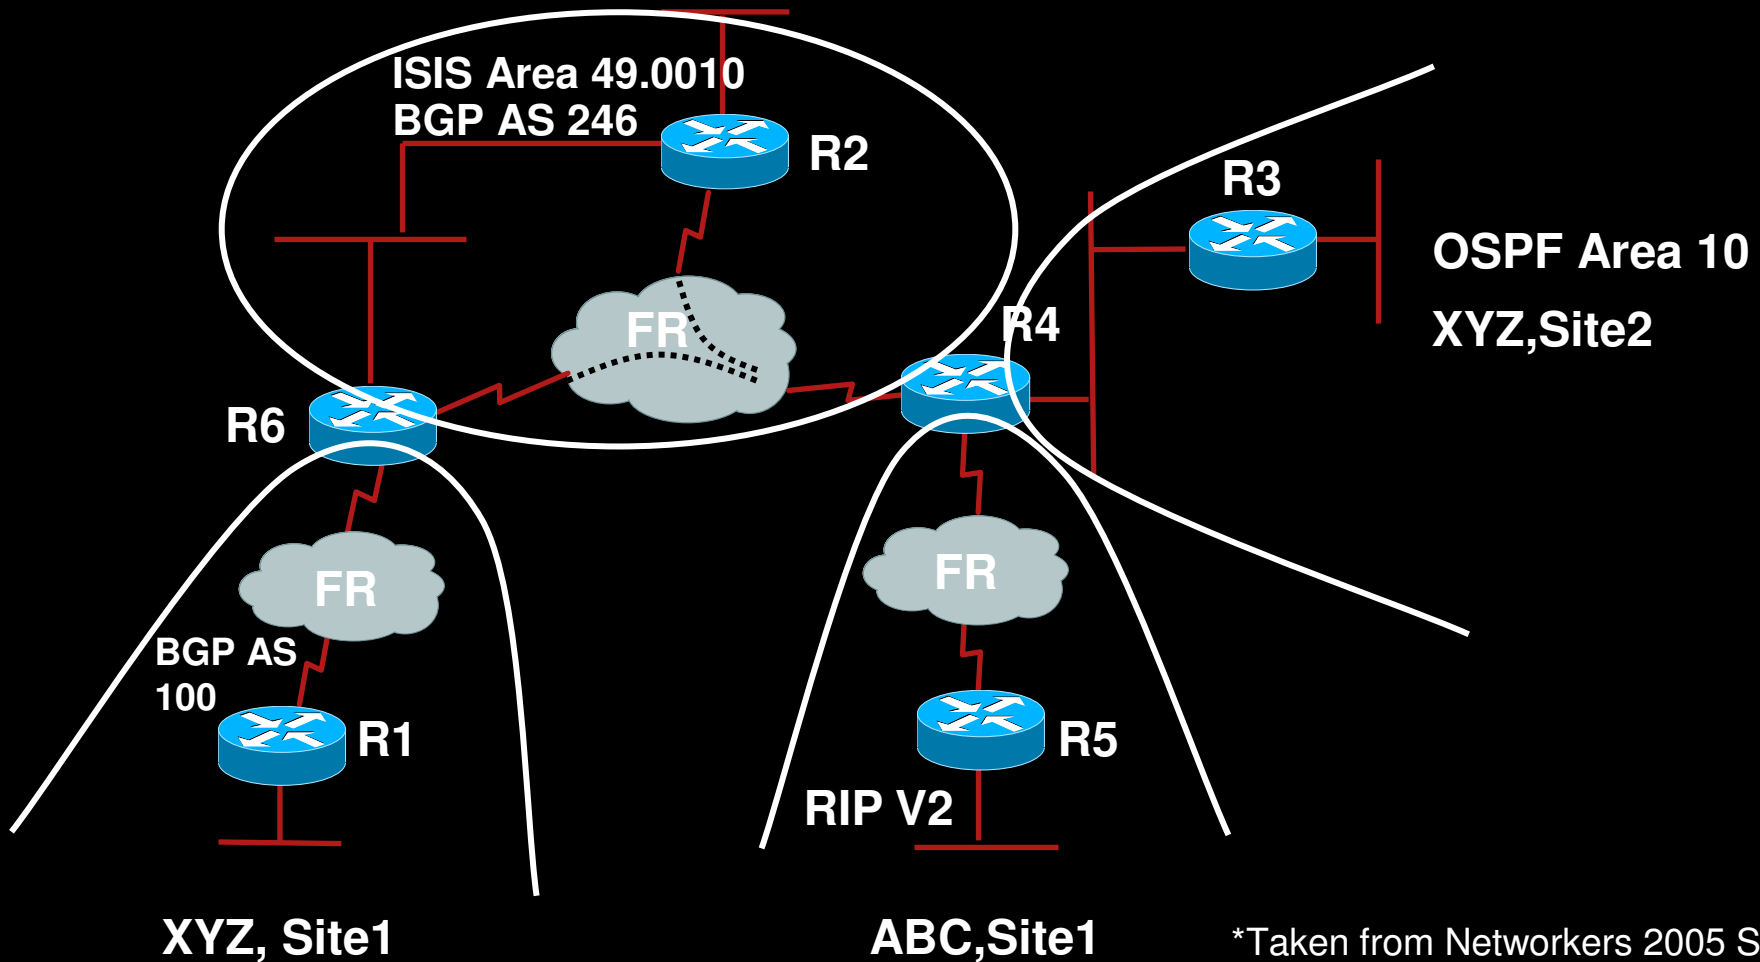 ISIS Area 49.0010
BGP AS 246
R2
R3
OSPF Area 10
XYZ,Site2
FR
R4
R6
FR
FR
BGP AS
100
R1
R5
RIP V2
XYZ, Site1
ABC,Site1
*Taken from Networkers 2005 S